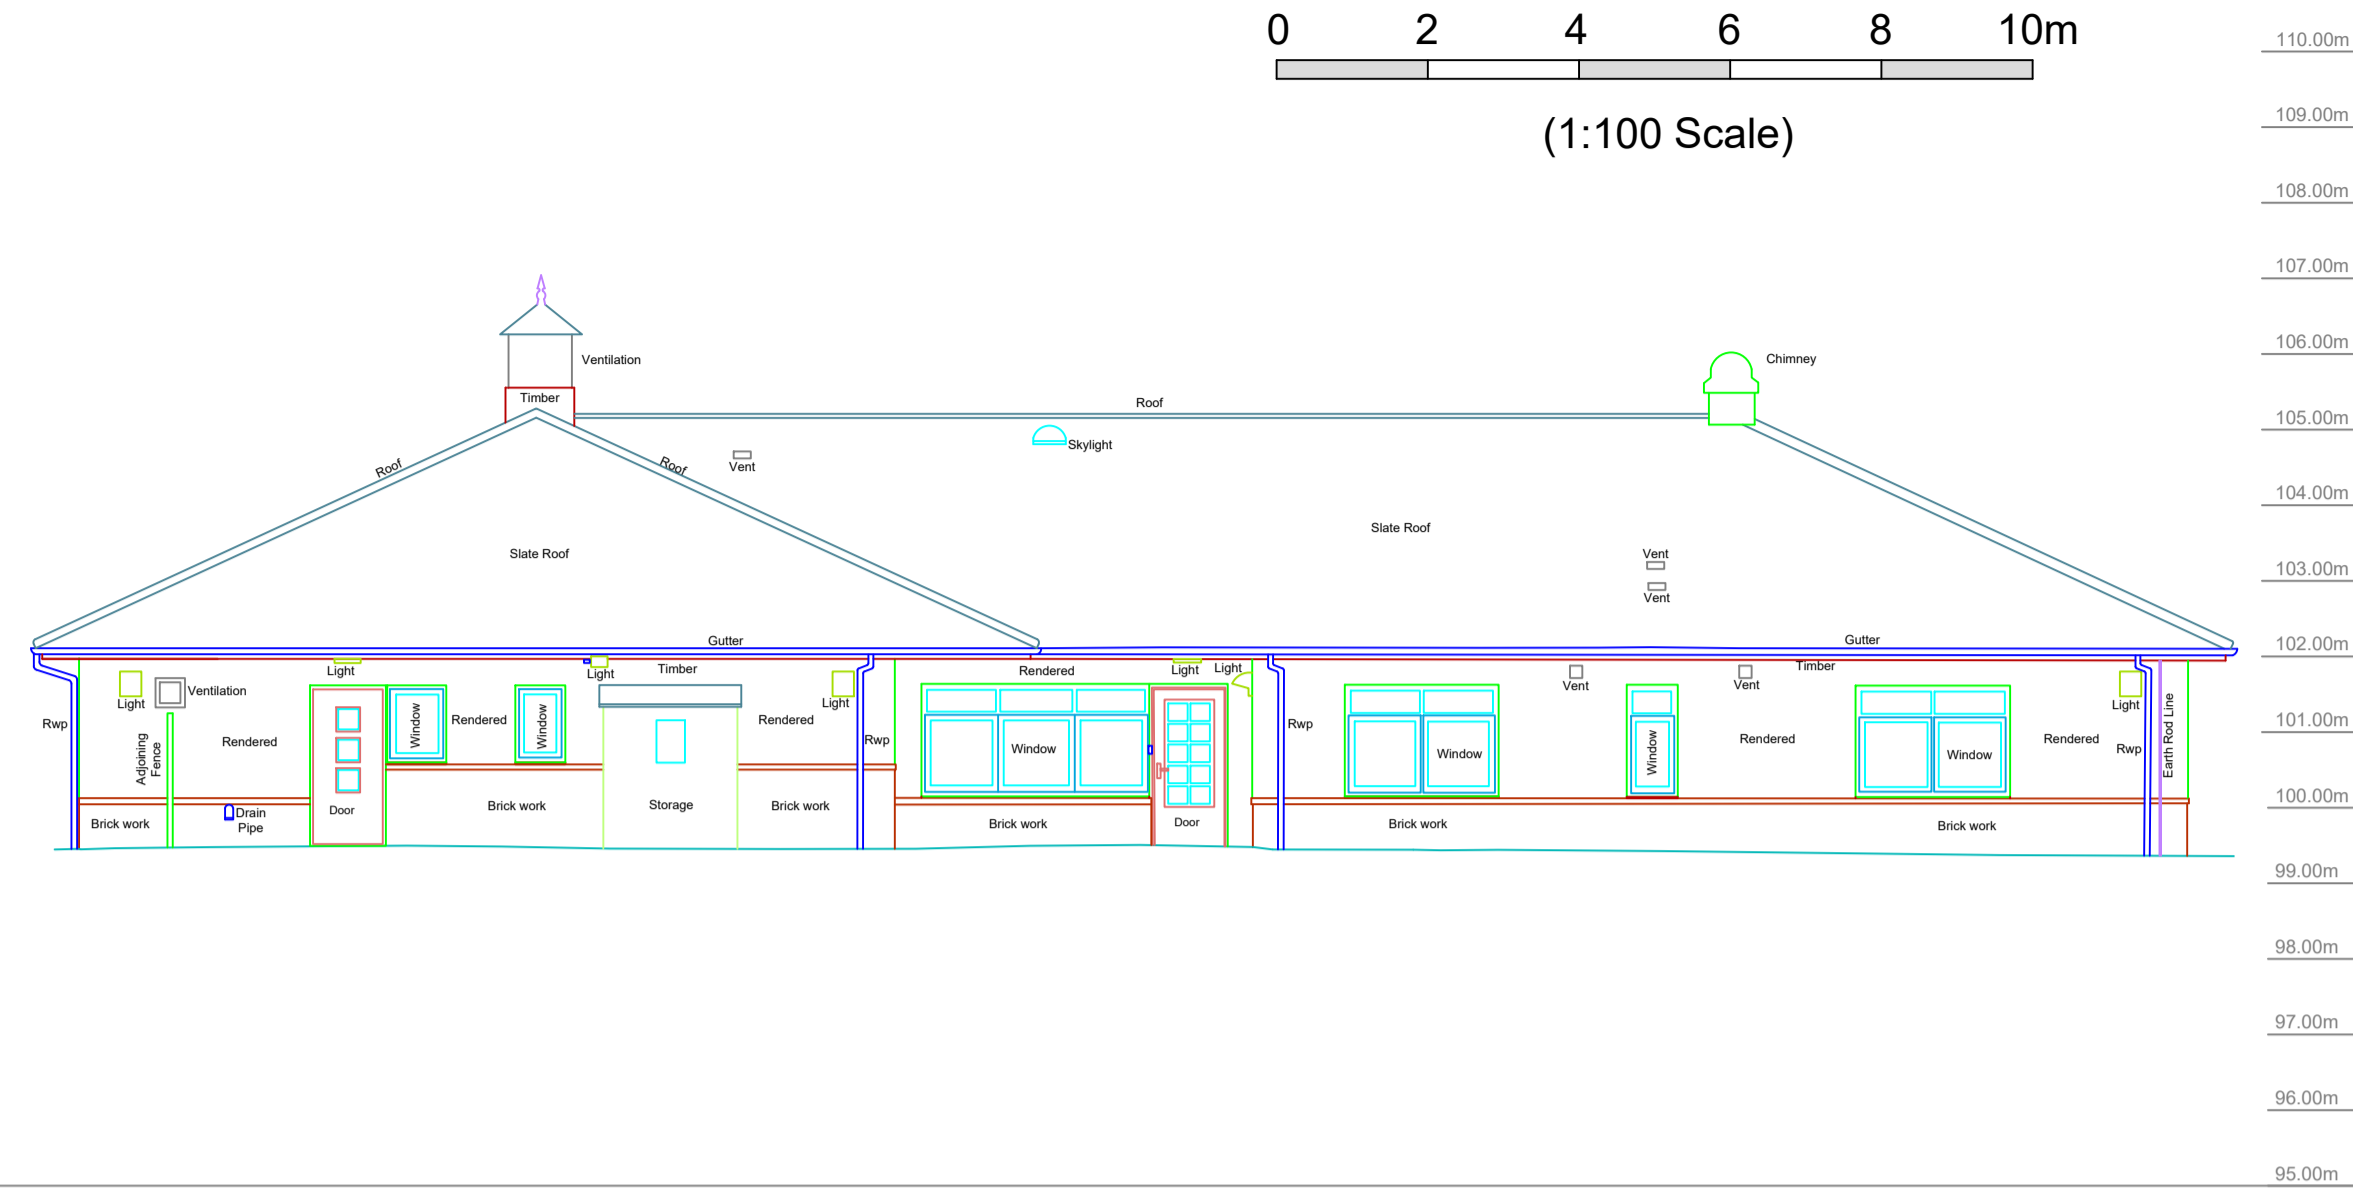 0 2 4 6 8 10m
(1:100 Scale)
110.00m
109.00m
108.00m
107.00m
106.00m
105.00m
104.00m
103.00m
102.00m
101.00m
100.00m
99.00m
98.00m
97.00m
96.00m
95.00m
Ventilation
Chimney
Timber
Roof
Skylight
Roof
Roof
Vent
Slate Roof
Slate Roof
Vent
Vent
Gutter
Gutter
Light
Light
Timber
Rendered
Light
Light
Timber
Vent
Vent
Ventilation
Light
Light
Light
Rwp
Adjoining
Fence
Rendered
Window
Rendered
Window
Rendered
Rwp
Window
Rwp
Window
Window
Rendered
Window
Rendered
Rwp
Earth Rod Line
Brick work
Drain
Pipe
Door
Brick work
Storage
Brick work
Brick work
Door
Brick work
Brick work